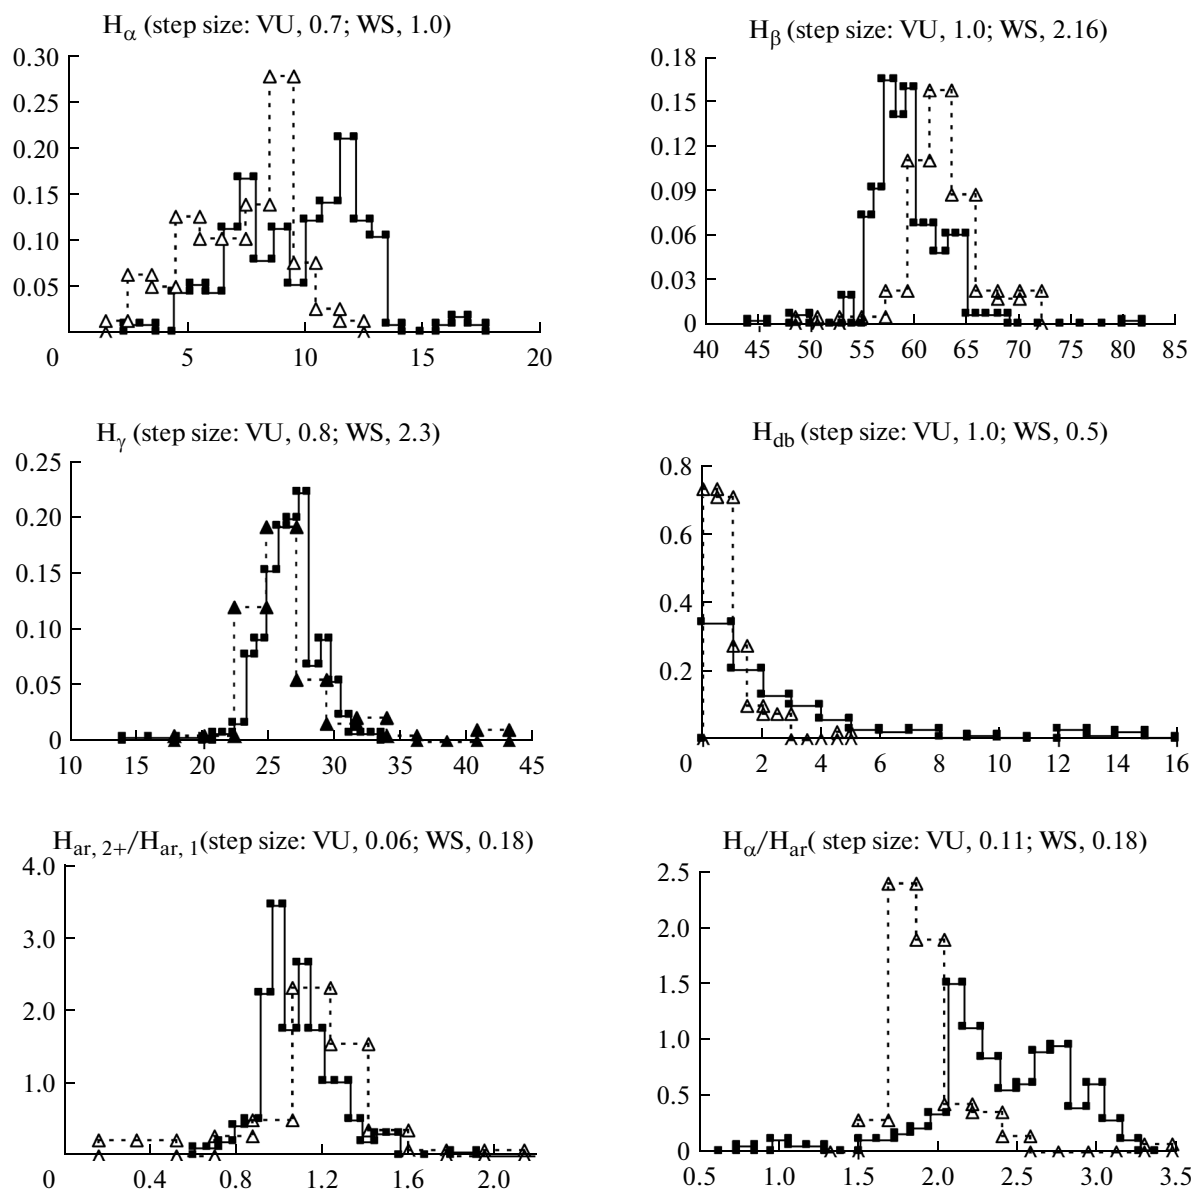 H_α (step size: VU, 0.7; WS, 1.0)
0.30
0.25
0.20
0.15
0.10
0.05
0 5 10 15 20
H_β (step size: VU, 1.0; WS, 2.16)
0.18
0.15
0.12
0.09
0.06
0.03
0
40 45 50 55 60 65 70 75 80 85
H_γ (step size: VU, 0.8; WS, 2.3)
0.25
0.20
0.15
0.10
0.05
0
10 15 20 25 30 35 40 45
H_db (step size: VU, 1.0; WS, 0.5)
0.8
0.6
0.4
0.2
0 2 4 6 8 10 12 14 16
H_ar, 2+/H_ar, 1(step size: VU, 0.06; WS, 0.18)
4.0
3.0
2.0
1.0
0 0.4 0.8 1.2 1.6 2.0
H_α/H_ar( step size: VU, 0.11; WS, 0.18)
2.5
2.0
1.5
1.0
0.5
0
0.5 1.0 1.5 2.0 2.5 3.0 3.5